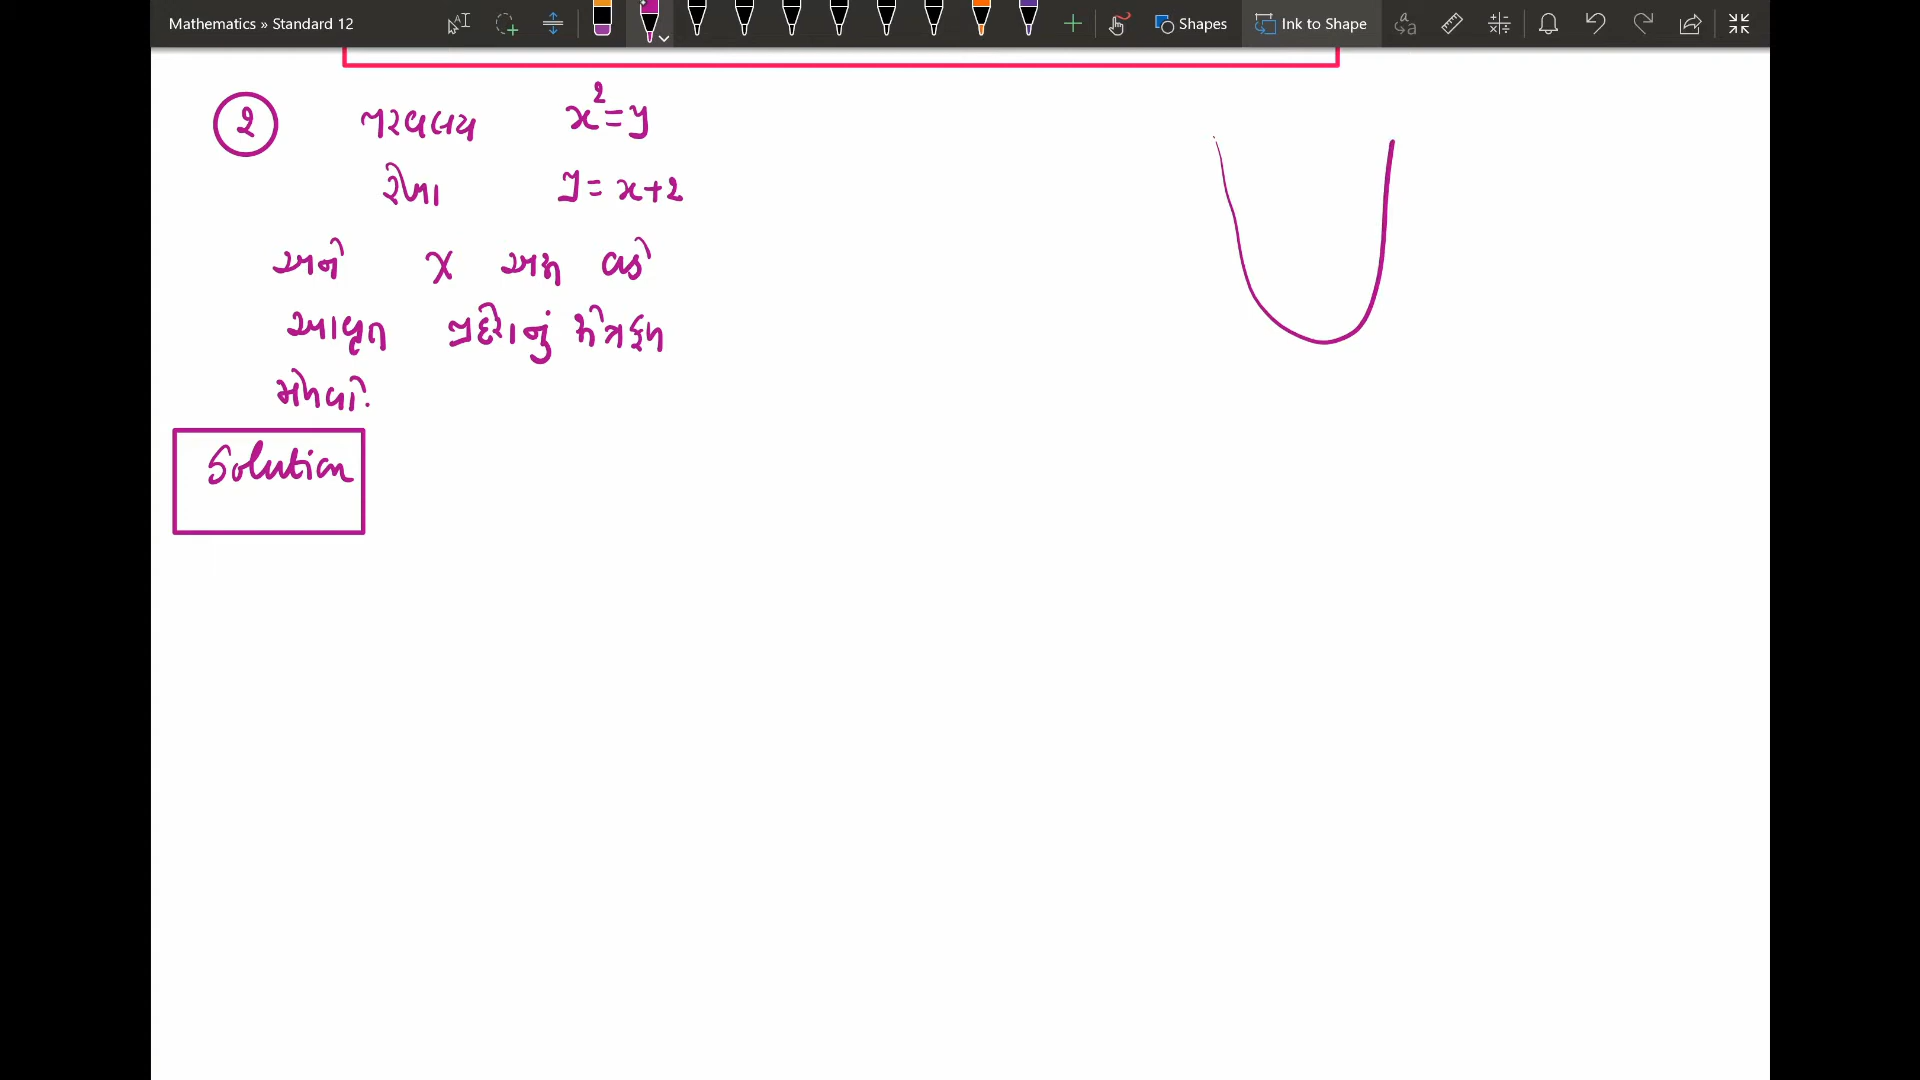 Mathematics » Standard 12
Shapes
Ink to Shape
૨ પરવલય x² = y
રેખા y = x + 2
અને X અક્ષ વડે
આવૃત્ત પ્રદેશનું ક્ષેત્રફળ
મેળવો.
Solution